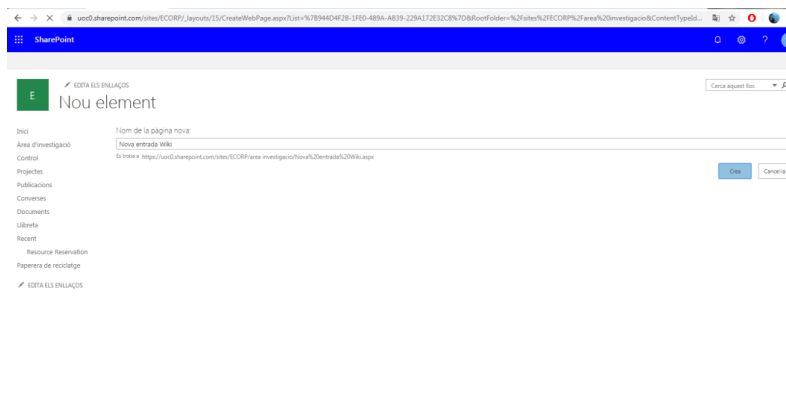 uoc0.sharepoint.com/sites/ECORP/_layouts/15/CreateWebPage.aspx?List=%7B944D4F2B-1FE0-489A-AB39-229A172E32C8%7D&RootFolder=%2Fsites%2FECORP%2Farea%20investigacio&ContentTypeId...
SharePoint
?
EDITA ELS ENLLAÇOS
E
Nou element
Cerca aquest lloc
Inici
Nom de la pàgina nova:
Àrea d'investigació
Nova entrada Wiki
Control
Es troba a https://uoc0.sharepoint.com/sites/ECORP/area investigacio/Nova%20entrada%20Wiki.aspx
Projectes
Crea
Cancel·la
Publicacions
Converses
Documents
Llibreta
Recent
Resource Reservation
Paperera de reciclatge
EDITA ELS ENLLAÇOS